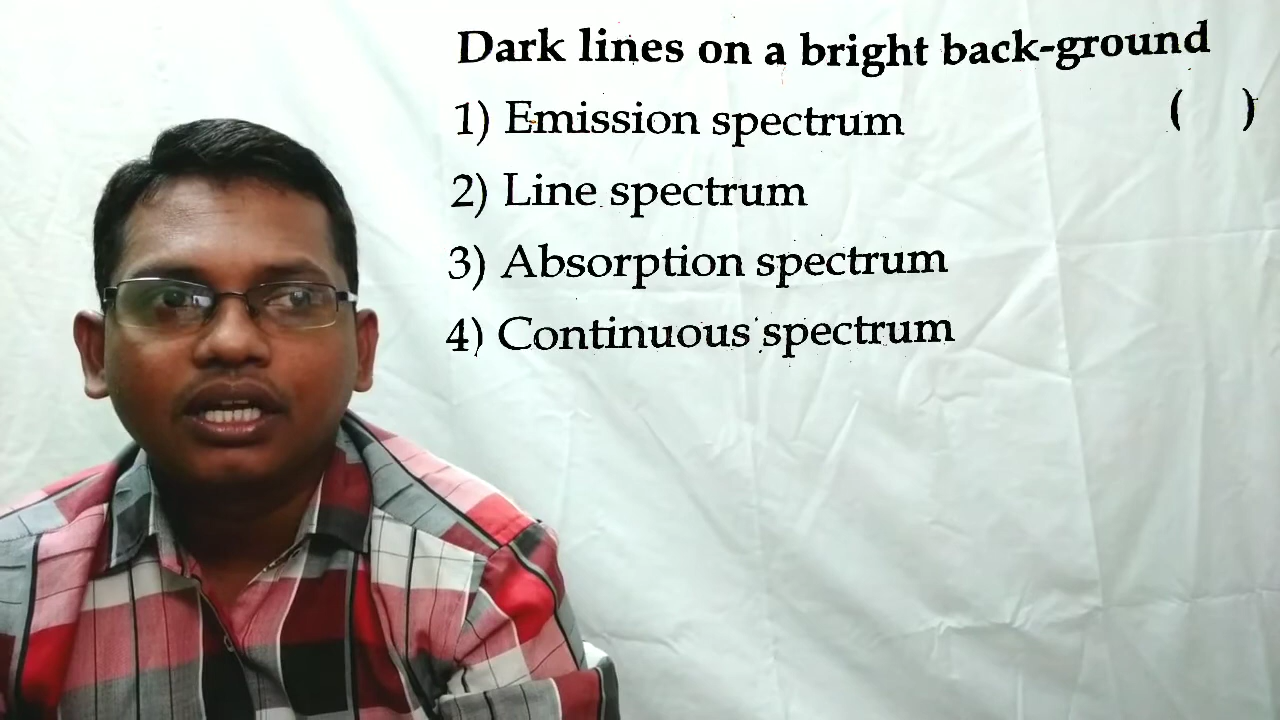 Dark lines on a bright back-ground
1) Emission spectrum ( )
2) Line spectrum
3) Absorption spectrum
4) Continuous spectrum